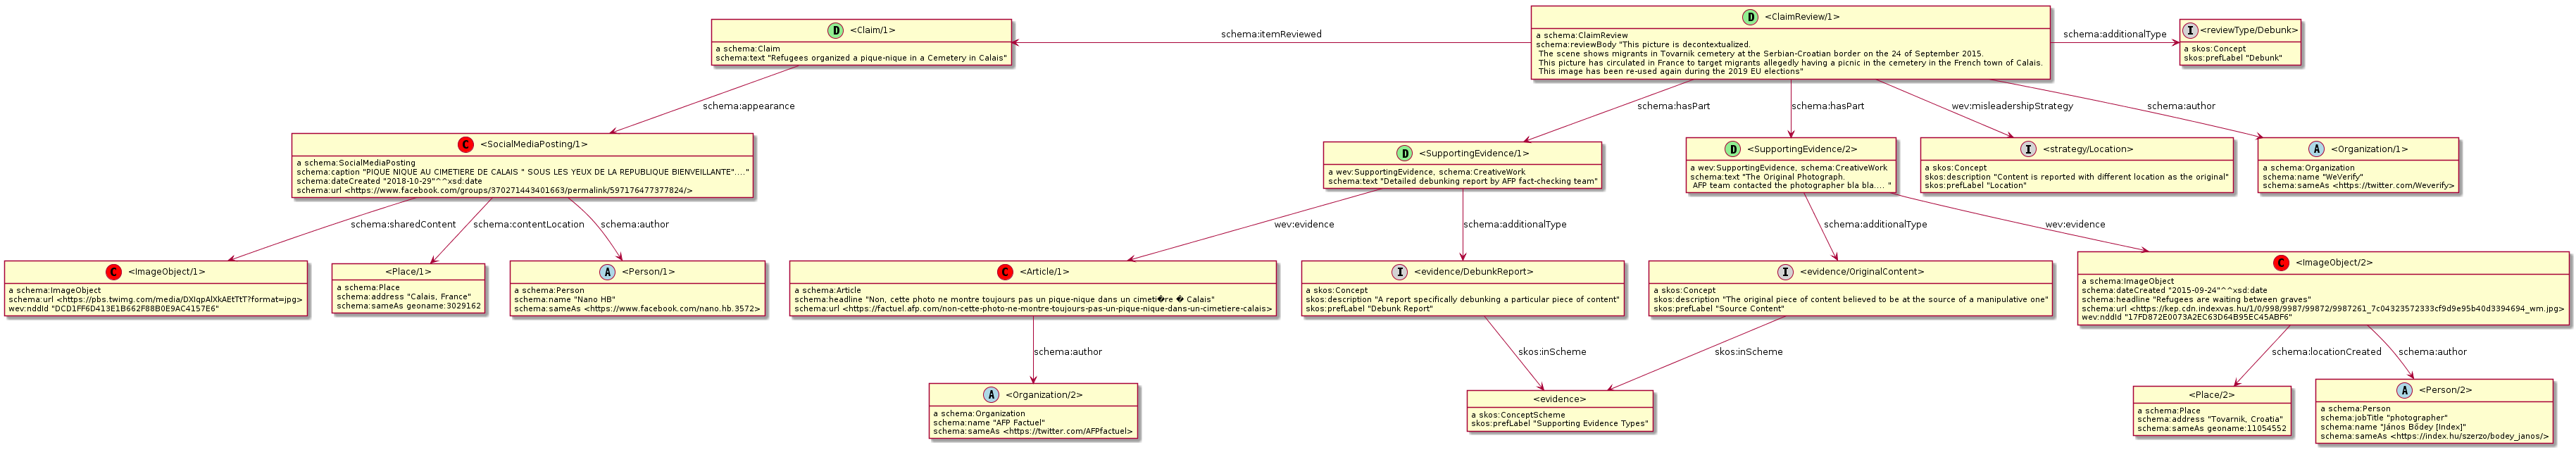 D <Claim/1>
a schema:Claim
schema:text "Refugees organized a pique-nique in a Cemetery in Calais"
schema:itemReviewed
D <ClaimReview/1>
a schema:ClaimReview
schema:reviewBody "This picture is decontextualized.
The scene shows migrants in Tovarnik cemetery at the Serbian-Croatian border on the 24 of September 2015.
This picture has circulated in France to target migrants allegedly having a picnic in the cemetery in the French town of Calais.
This image has been re-used again during the 2019 EU elections"
schema:additionalType
I <reviewType/Debunk>
a skos:Concept
skos:prefLabel "Debunk"
schema:appearance
schema:hasPart
schema:hasPart
wev:misleadershipStrategy
schema:author
C <SocialMediaPosting/1>
a schema:SocialMediaPosting
schema:caption "PIQUE NIQUE AU CIMETIERE DE CALAIS " SOUS LES YEUX DE LA REPUBLIQUE BIENVEILLANTE"...."
schema:dateCreated "2018-10-29"^^xsd:date
schema:url <https://www.facebook.com/groups/370271443401663/permalink/597176477377824/>
D <SupportingEvidence/1>
a wev:SupportingEvidence, schema:CreativeWork
schema:text "Detailed debunking report by AFP fact-checking team"
D <SupportingEvidence/2>
a wev:SupportingEvidence, schema:CreativeWork
schema:text "The Original Photograph.
AFP team contacted the photographer bla bla.... "
I <strategy/Location>
a skos:Concept
skos:description "Content is reported with different location as the original"
skos:prefLabel "Location"
A <Organization/1>
a schema:Organization
schema:name "WeVerify"
schema:sameAs <https://twitter.com/Weverify>
schema:sharedContent
schema:contentLocation
schema:author
wev:evidence
schema:additionalType
schema:additionalType
wev:evidence
C <ImageObject/1>
a schema:ImageObject
schema:url <https://pbs.twimg.com/media/DXIqpAlXkAEtTtT?format=jpg>
wev:nddId "DCD1FF6D413E1B662F88B0E9AC4157E6"
<Place/1>
a schema:Place
schema:address "Calais, France"
schema:sameAs geoname:3029162
A <Person/1>
a schema:Person
schema:name "Nano HB"
schema:sameAs <https://www.facebook.com/nano.hb.3572>
C <Article/1>
a schema:Article
schema:headline "Non, cette photo ne montre toujours pas un pique-nique dans un cimeti�re � Calais"
schema:url <https://factuel.afp.com/non-cette-photo-ne-montre-toujours-pas-un-pique-nique-dans-un-cimetiere-calais>
I <evidence/DebunkReport>
a skos:Concept
skos:description "A report specifically debunking a particular piece of content"
skos:prefLabel "Debunk Report"
I <evidence/OriginalContent>
a skos:Concept
skos:description "The original piece of content believed to be at the source of a manipulative one"
skos:prefLabel "Source Content"
C <ImageObject/2>
a schema:ImageObject
schema:dateCreated "2015-09-24"^^xsd:date
schema:headline "Refugees are waiting between graves"
schema:url <https://kep.cdn.indexvas.hu/1/0/998/9987/99872/9987261_7c04323572333cf9d9e95b40d3394694_wm.jpg>
wev:nddId "17FD872E0073A2EC63D64B95EC45ABF6"
schema:author
skos:inScheme
skos:inScheme
schema:locationCreated
schema:author
A <Organization/2>
a schema:Organization
schema:name "AFP Factuel"
schema:sameAs <https://twitter.com/AFPfactuel>
<evidence>
a skos:ConceptScheme
skos:prefLabel "Supporting Evidence Types"
<Place/2>
a schema:Place
schema:address "Tovarnik, Croatia"
schema:sameAs geoname:11054552
A <Person/2>
a schema:Person
schema:jobTitle "photographer"
schema:name "János Bődey [Index]"
schema:sameAs <https://index.hu/szerzo/bodey_janos/>